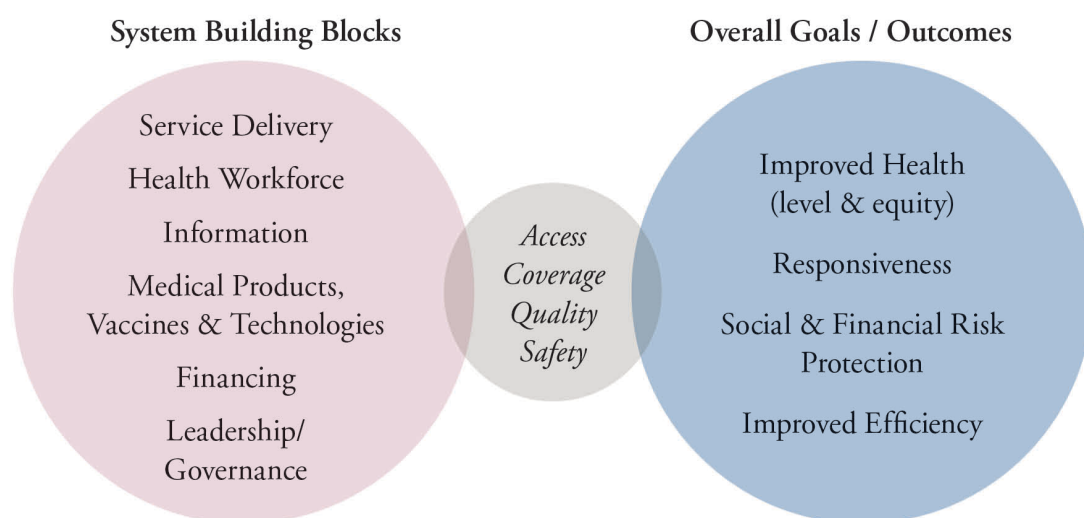 System Building Blocks
Overall Goals / Outcomes
Service Delivery
Health Workforce
Information
Medical Products,
Vaccines & Technologies
Financing
Leadership/
Governance
Access
Coverage
Quality
Safety
Improved Health
(level & equity)
Responsiveness
Social & Financial Risk
Protection
Improved Efficiency